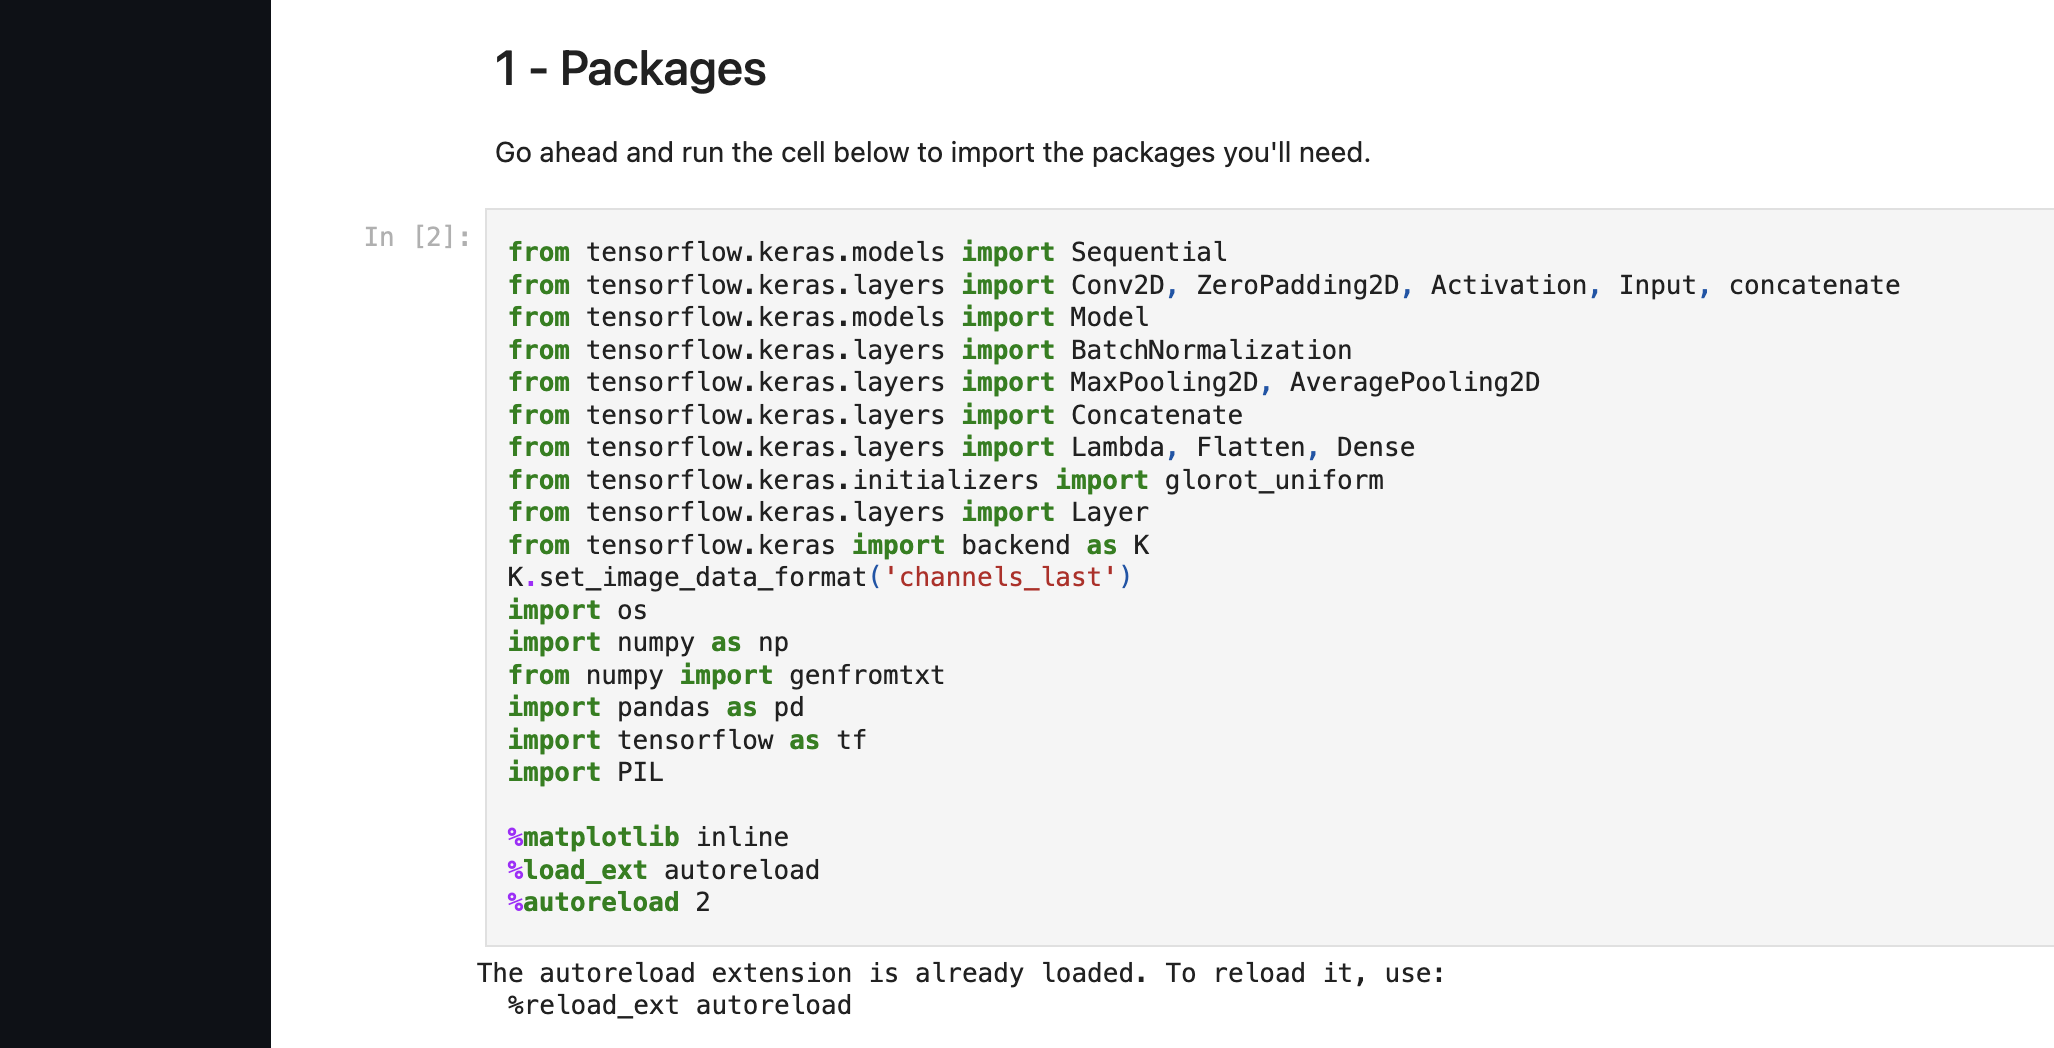 1 - Packages
Go ahead and run the cell below to import the packages you'll need.
In [2]:
from tensorflow.keras.models import Sequential
from tensorflow.keras.layers import Conv2D, ZeroPadding2D, Activation, Input, concatenate
from tensorflow.keras.models import Model
from tensorflow.keras.layers import BatchNormalization
from tensorflow.keras.layers import MaxPooling2D, AveragePooling2D
from tensorflow.keras.layers import Concatenate
from tensorflow.keras.layers import Lambda, Flatten, Dense
from tensorflow.keras.initializers import glorot_uniform
from tensorflow.keras.layers import Layer
from tensorflow.keras import backend as K
K.set_image_data_format('channels_last')
import os
import numpy as np
from numpy import genfromtxt
import pandas as pd
import tensorflow as tf
import PIL

%matplotlib inline
%load_ext autoreload
%autoreload 2
The autoreload extension is already loaded. To reload it, use:
  %reload_ext autoreload